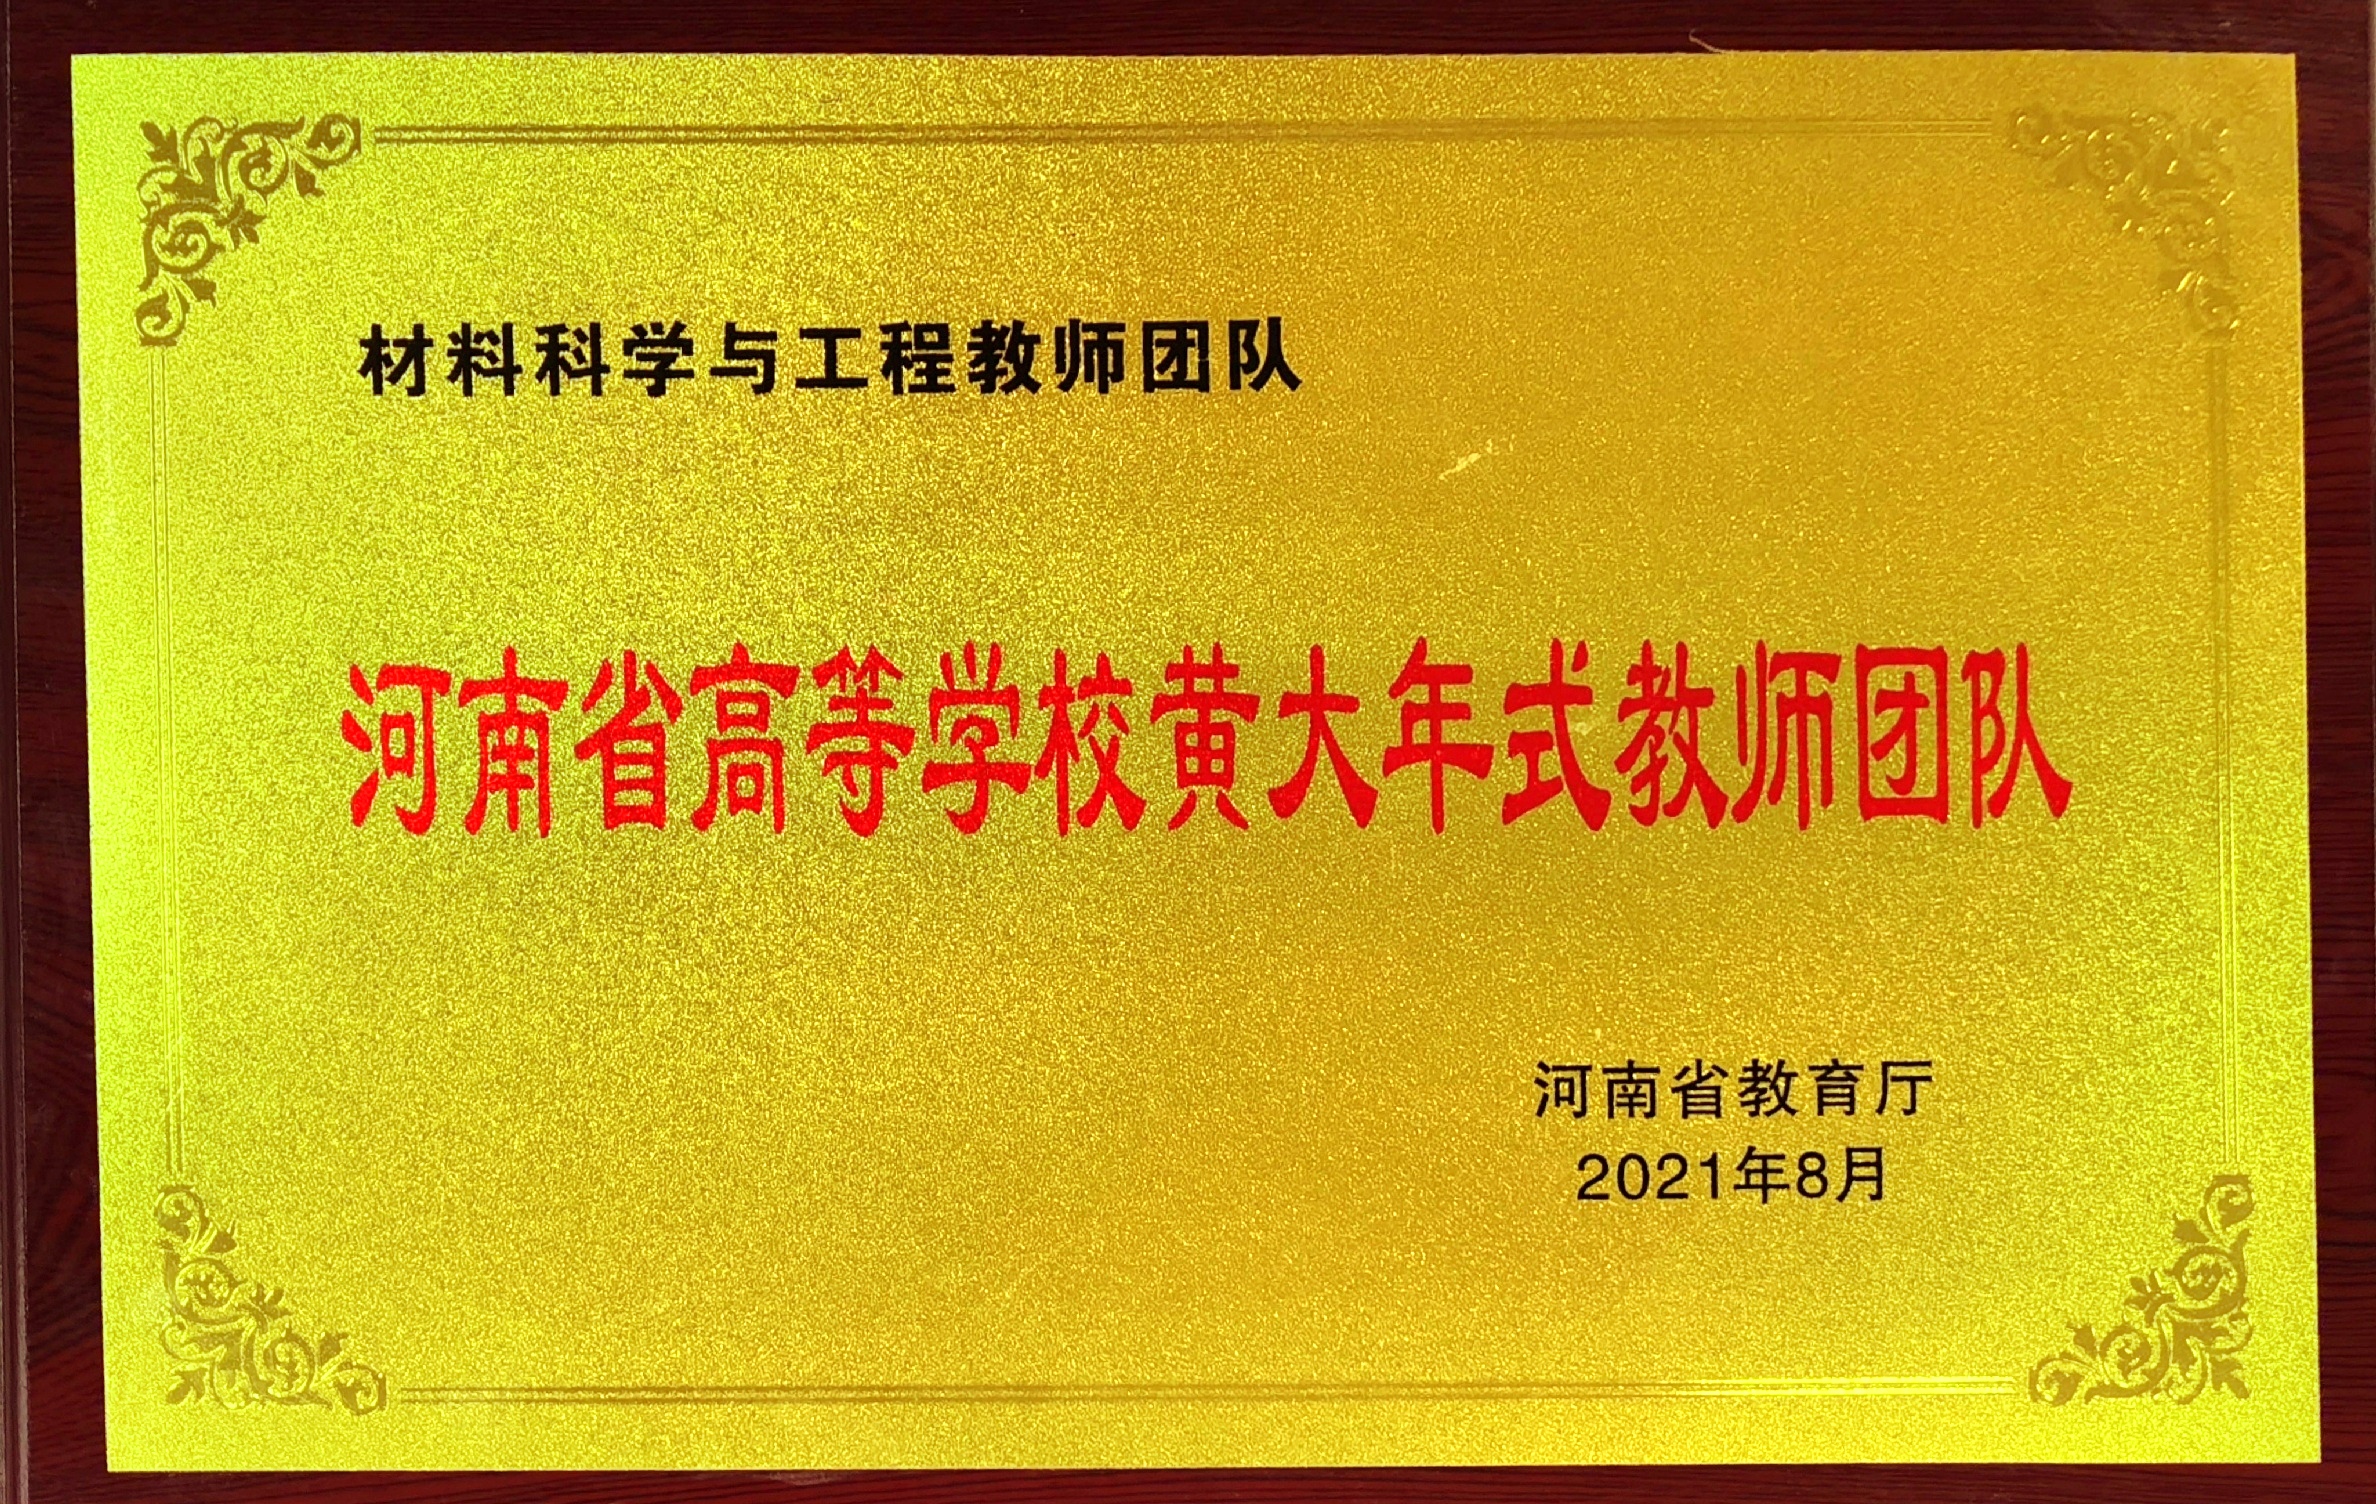 材料科学与工程教师团队
河南省高等学校黄大年式教师团队
河南省教育厅
2021年8月